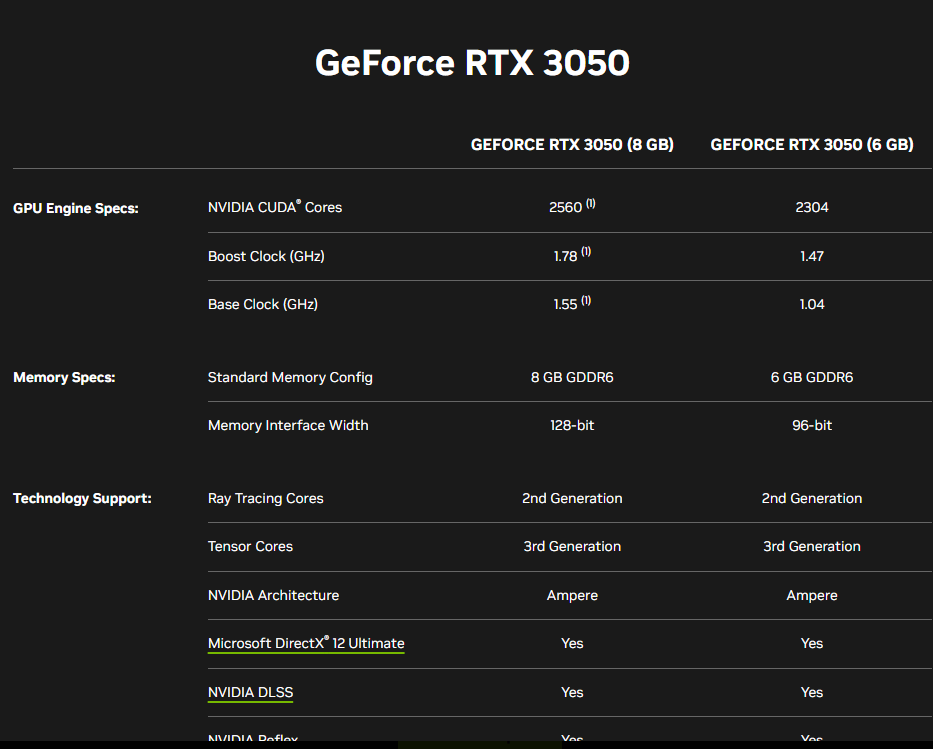 GeForce RTX 3050
GEFORCE RTX 3050 (8 GB) GEFORCE RTX 3050 (6 GB)
GPU Engine Specs: NVIDIA CUDA® Cores 2560 (1) 2304
Boost Clock (GHz) 1.78 (1) 1.47
Base Clock (GHz) 1.55 (1) 1.04
Memory Specs: Standard Memory Config 8 GB GDDR6 6 GB GDDR6
Memory Interface Width 128-bit 96-bit
Technology Support: Ray Tracing Cores 2nd Generation 2nd Generation
Tensor Cores 3rd Generation 3rd Generation
NVIDIA Architecture Ampere Ampere
Microsoft DirectX® 12 Ultimate Yes Yes
NVIDIA DLSS Yes Yes
NVIDIA Reflex Yes Yes